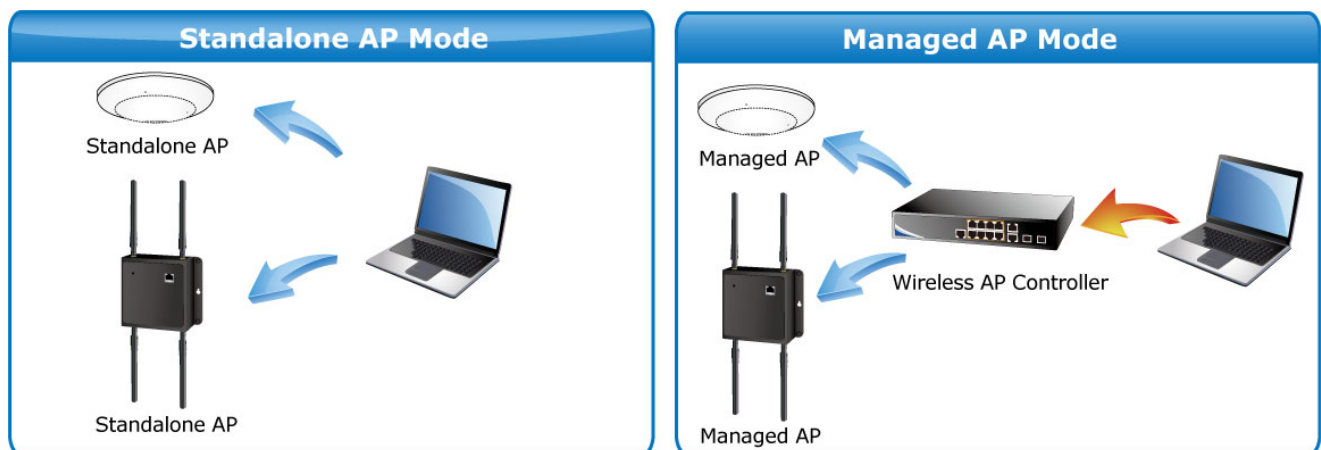 Standalone AP Mode
Standalone AP
Standalone AP
Managed AP Mode
Managed AP
Wireless AP Controller
Managed AP